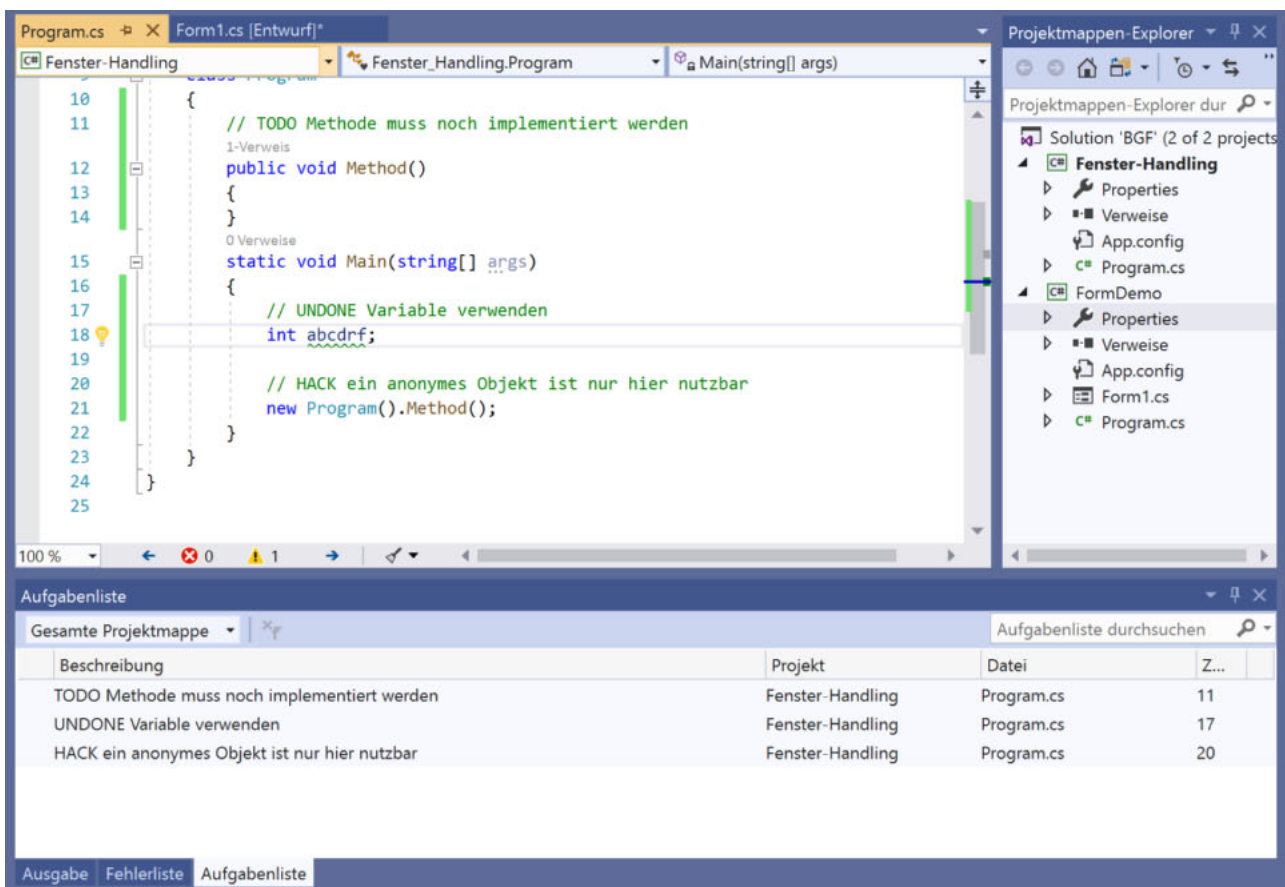 Program.cs
Form1.cs [Entwurf]*
Fenster-Handling
Fenster_Handling.Program
Main(string[] args)
10 {
11 // TODO Methode muss noch implementiert werden
1-Verweis
12 public void Method()
13 {
14 }
0 Verweise
15 static void Main(string[] args)
16 {
17 // UNDONE Variable verwenden
18 int abcdrf;
19
20 // HACK ein anonymes Objekt ist nur hier nutzbar
21 new Program().Method();
22 }
23 }
24 }
25
100 % 0 1
Projektmappen-Explorer
Projektmappen-Explorer dur
Solution 'BGF' (2 of 2 projects
C# Fenster-Handling
Properties
Verweise
App.config
C# Program.cs
C# FormDemo
Properties
Verweise
App.config
Form1.cs
C# Program.cs
Aufgabenliste
Gesamte Projektmappe
Aufgabenliste durchsuchen
Beschreibung Projekt Datei Z...
TODO Methode muss noch implementiert werden Fenster-Handling Program.cs 11
UNDONE Variable verwenden Fenster-Handling Program.cs 17
HACK ein anonymes Objekt ist nur hier nutzbar Fenster-Handling Program.cs 20
Ausgabe Fehlerliste Aufgabenliste